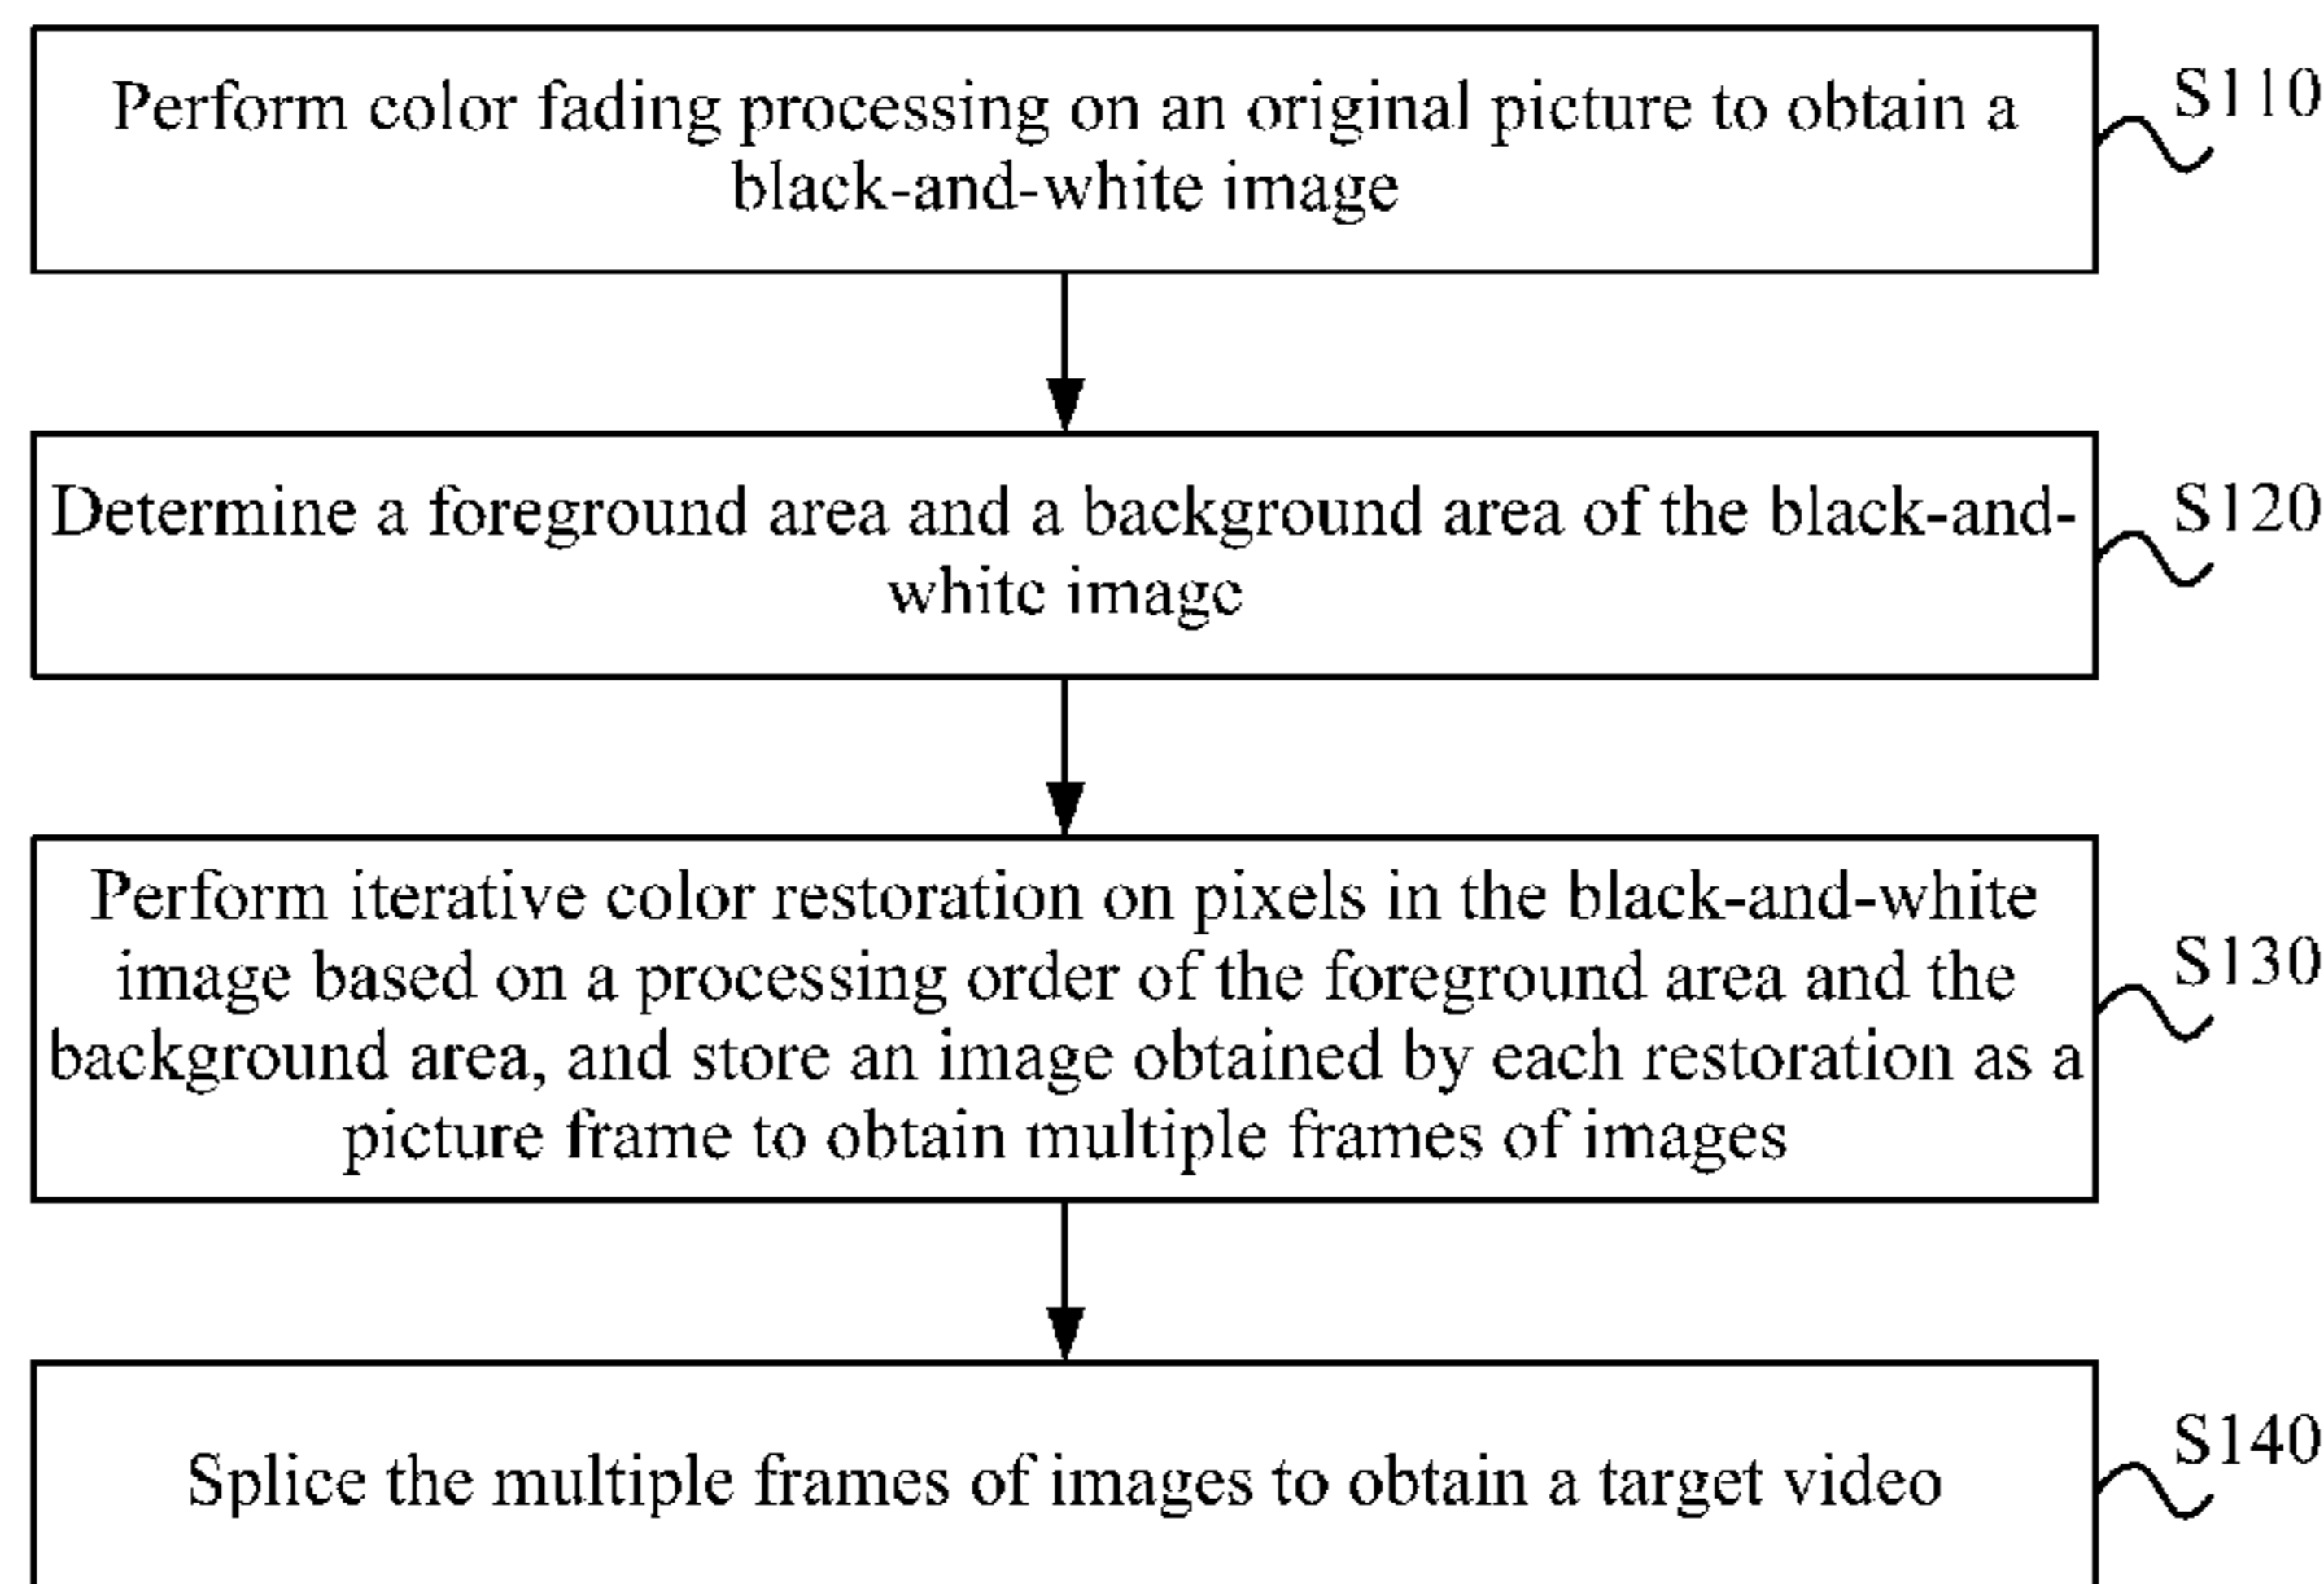 Perform color fading processing on an original picture to obtain a
black-and-white image
S110
Determine a foreground area and a background area of the black-and-
white image
S120
Perform iterative color restoration on pixels in the black-and-white
image based on a processing order of the foreground area and the
background area, and store an image obtained by each restoration as a
picture frame to obtain multiple frames of images
S130
Splice the multiple frames of images to obtain a target video
S140